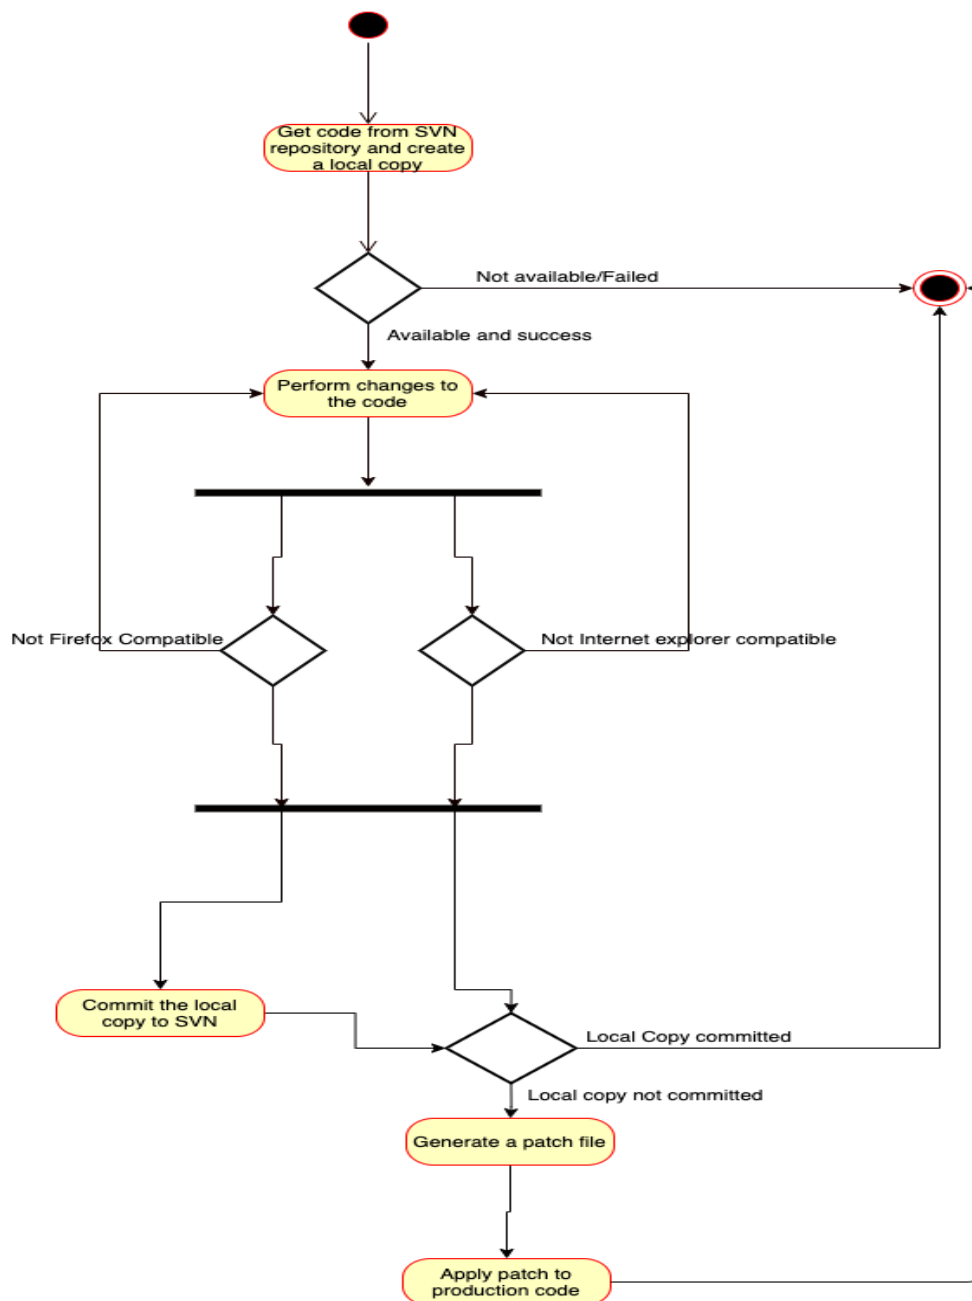 Get code from SVN
repository and create
a local copy
Not available/Failed
Available and success
Perform changes to
the code
Not Firefox Compatible
Not Internet explorer compatible
Commit the local
copy to SVN
Local Copy committed
Local copy not committed
Generate a patch file
Apply patch to
production code